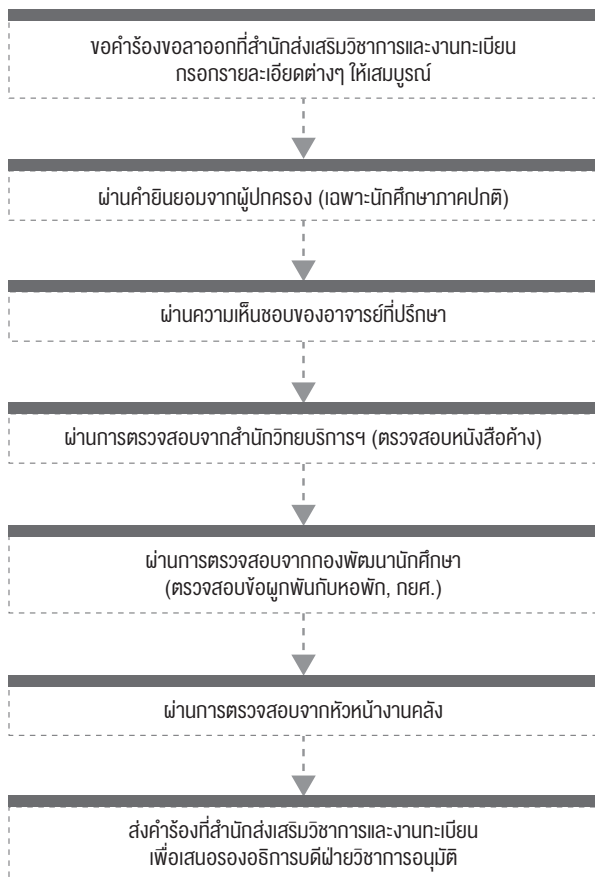 ขอคำร้องขอลาออกที่สำนักส่งเสริมวิชาการและงานทะเบียน
กรอกรายละเอียดต่างๆ ให้เสมบูรณ์
ผ่านคำยินยอมจากผู้ปกครอง (เฉพาะนักศึกษาภาคปกติ)
ผ่านความเห็นชอบของอาจารย์ที่ปรึกษา
ผ่านการตรวจสอบจากสำนักวิทยบริการฯ (ตรวจสอบหนังสือค้าง)
ผ่านการตรวจสอบจากกองพัฒนานักศึกษา
(ตรวจสอบข้อผูกพันกับหอพัก, กยศ.)
ผ่านการตรวจสอบจากหัวหน้างานคลัง
ส่งคำร้องที่สำนักส่งเสริมวิชาการและงานทะเบียน
เพื่อเสนอรองอธิการบดีฝ่ายวิชาการอนุมัติ